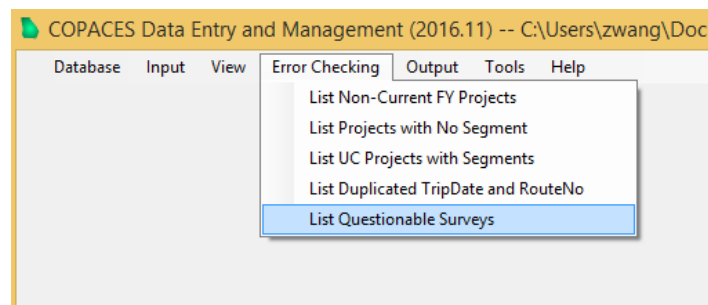 COPACES Data Entry and Management (2016.11) -- C:\Users\zwang\Doc
Database Input View Error Checking Output Tools Help
List Non-Current FY Projects
List Projects with No Segment
List UC Projects with Segments
List Duplicated TripDate and RouteNo
List Questionable Surveys